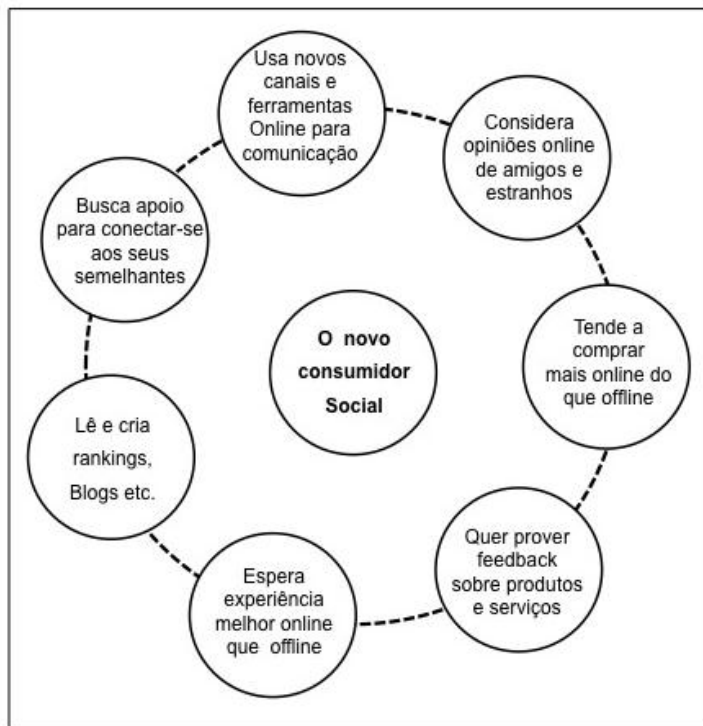 Usa novos
canais e
ferramentas
Online para
comunicação
Considera
opiniões online
de amigos e
estranhos
Tende a
comprar
mais online do
que offline
Quer prover
feedback
sobre produtos
e serviços
Espera
experiência
melhor online
que offline
Lê e cria
rankings,
Blogs etc.
Busca apoio
para conectar-se
aos seus
semelhantes
O novo
consumidor
Social